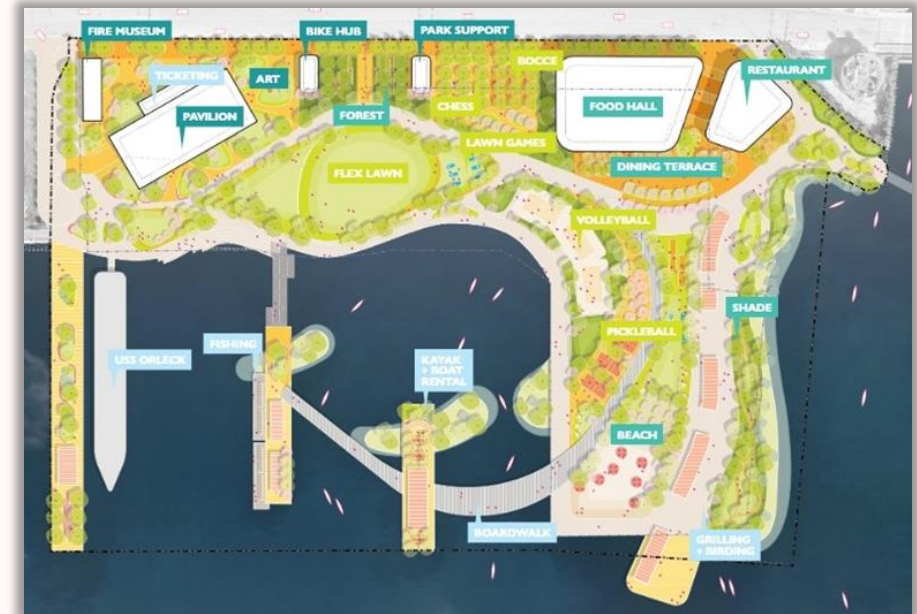 FIRE MUSEUM
BIKE HUB
PARK SUPPORT
BOCCE
RESTAURANT
TICKETING
ART
FOOD HALL
PAVILION
FOREST
CHESS
LAWN GAMES
FLEX LAWN
DINING TERRACE
VOLLEYBALL
SHADE
PICKLEBALL
FISHING
USS ORLECK
KAYAK
+ BOAT
RENTAL
BEACH
BOARDWALK
GRILLING
+ BIRDING